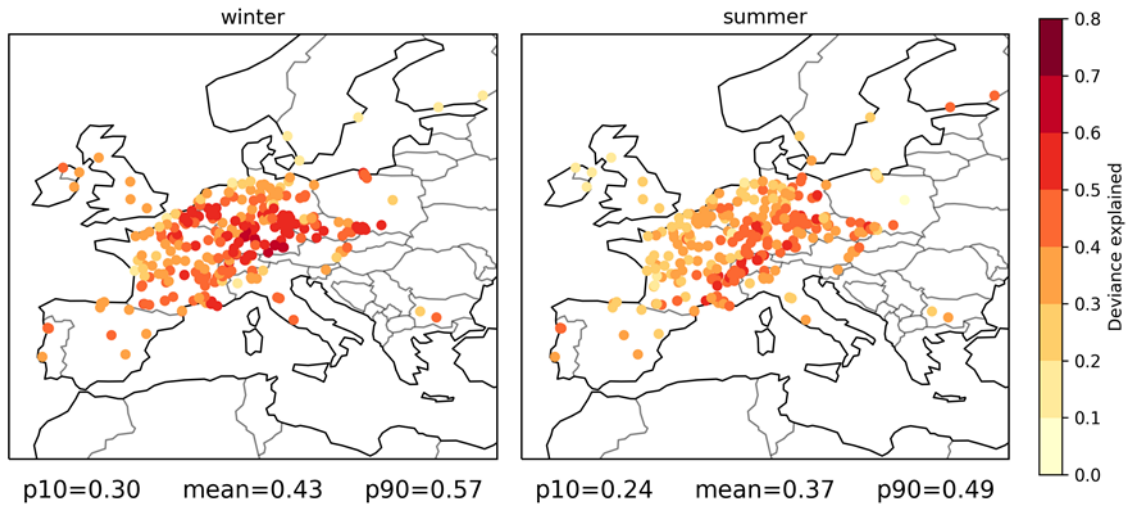 winter
summer
0.8
0.7
0.6
0.5
0.4
0.3
0.2
0.1
0.0
Deviance explained
p10=0.30 mean=0.43 p90=0.57
p10=0.24 mean=0.37 p90=0.49